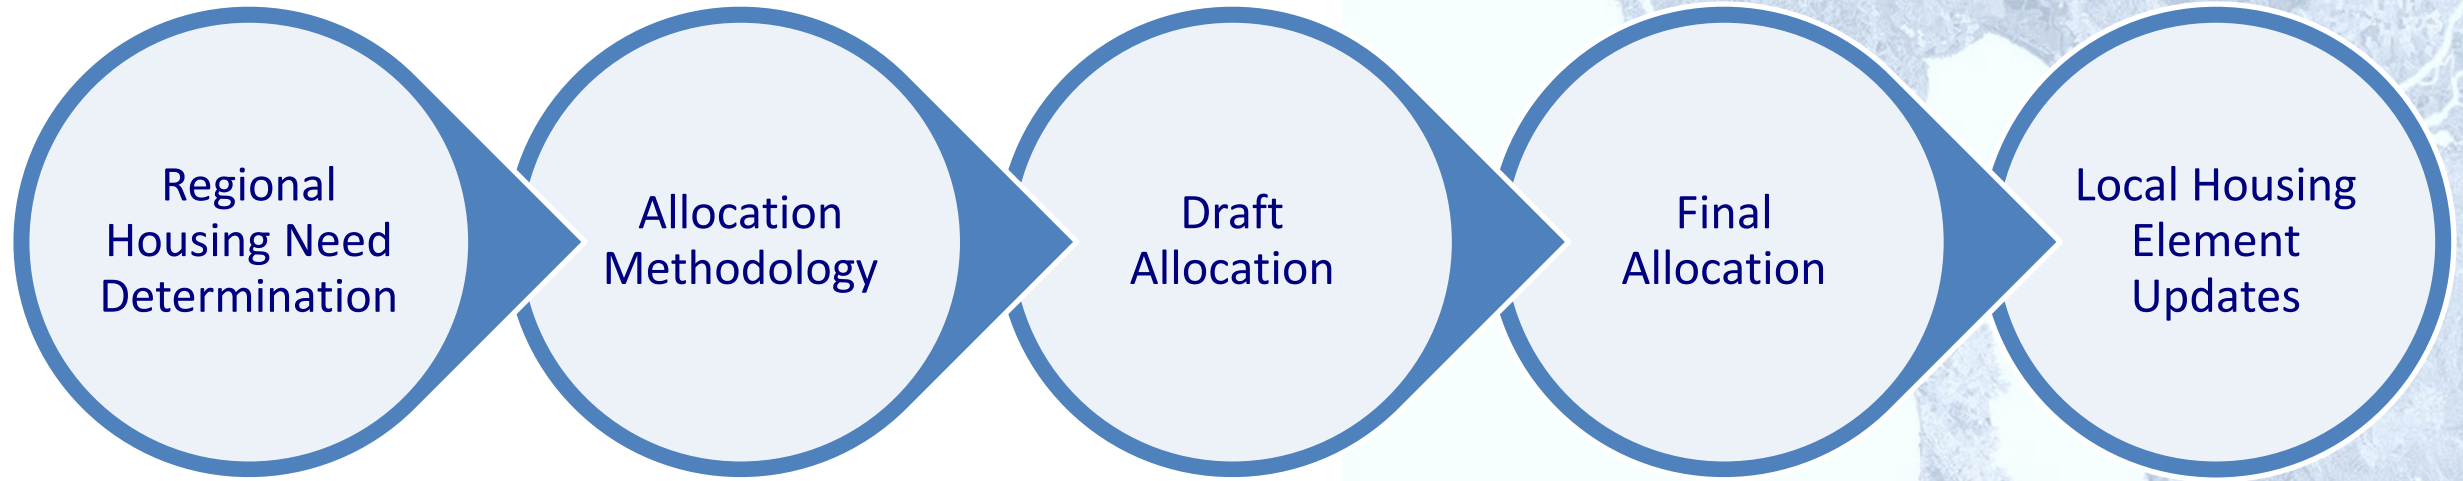 Regional
Housing Need
Determination
Allocation
Methodology
Draft
Allocation
Final
Allocation
Local Housing
Element
Updates